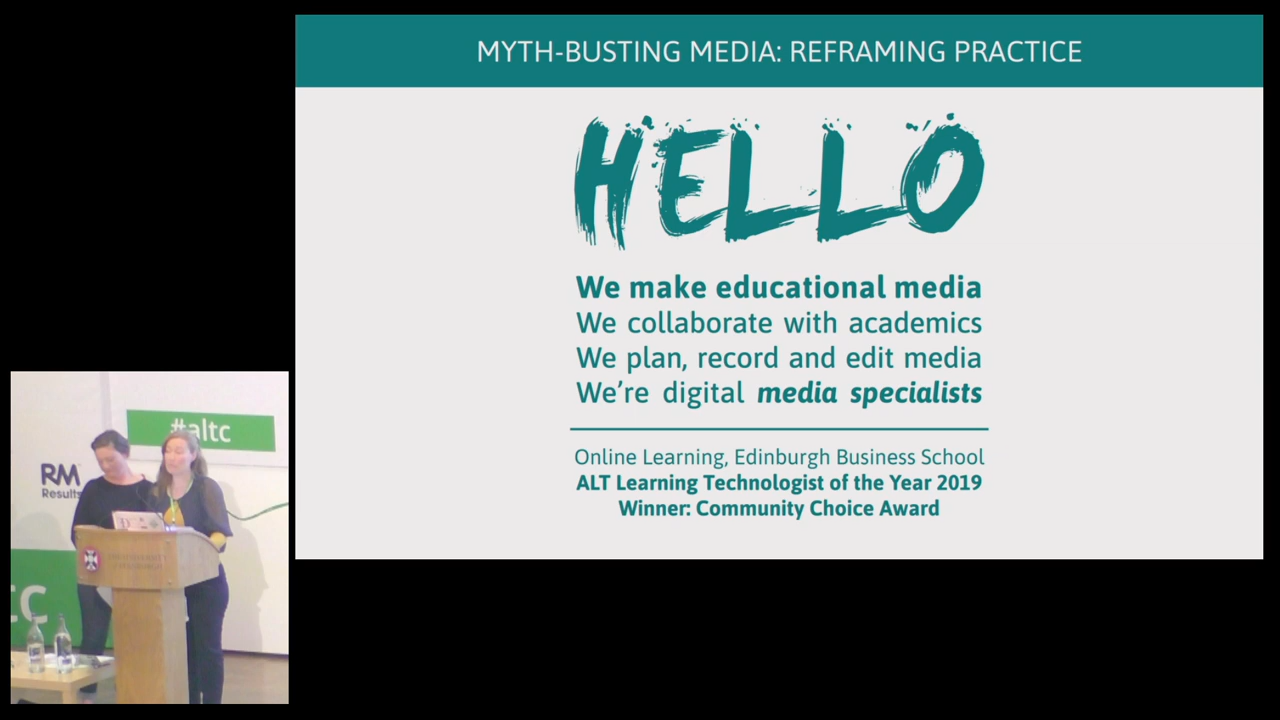 MYTH-BUSTING MEDIA: REFRAMING PRACTICE
HELLO
We make educational media
We collaborate with academics
We plan, record and edit media
We're digital media specialists
Online Learning, Edinburgh Business School
ALT Learning Technologist of the Year 2019
Winner: Community Choice Award
#altc
RM
Results
tc